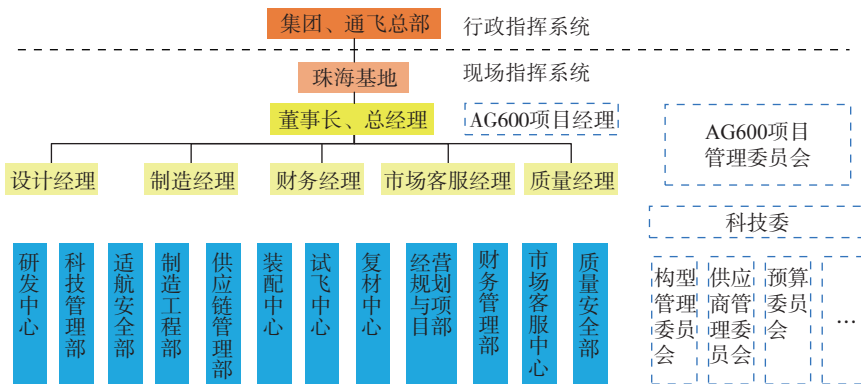 集团、通飞总部
行政指挥系统
珠海基地
现场指挥系统
董事长、总经理
AG600项目经理
AG600项目
管理委员会
设计经理
制造经理
财务经理
市场客服经理
质量经理
科技委
研发中心
科技管理部
适航安全部
制造工程部
供应链管理部
装配中心
试飞中心
复材中心
经营
规划
与项
目部
财务管理部
市场客服中心
质量安全部
构型
管理
委员
会
供应
商管
理委
员会
预算
委员
会
…